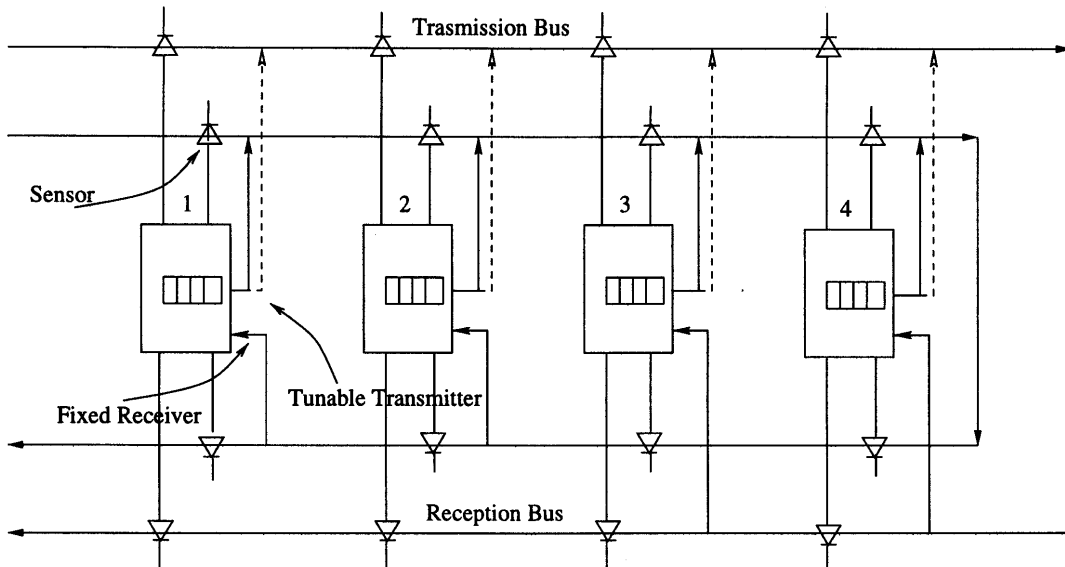 Trasmission Bus
Sensor
1
2
3
4
Tunable Transmitter
Fixed Receiver
Reception Bus